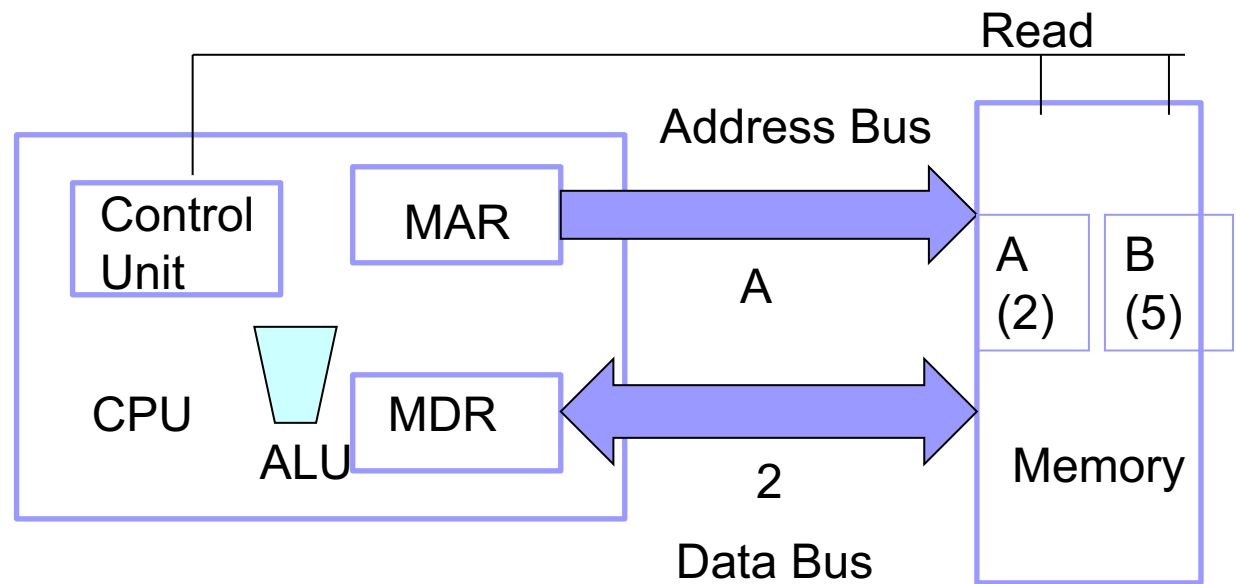 Read
Address Bus
Control
Unit
MAR
A
A
(2)
B
(5)
CPU
ALU
MDR
2
Memory
Data Bus